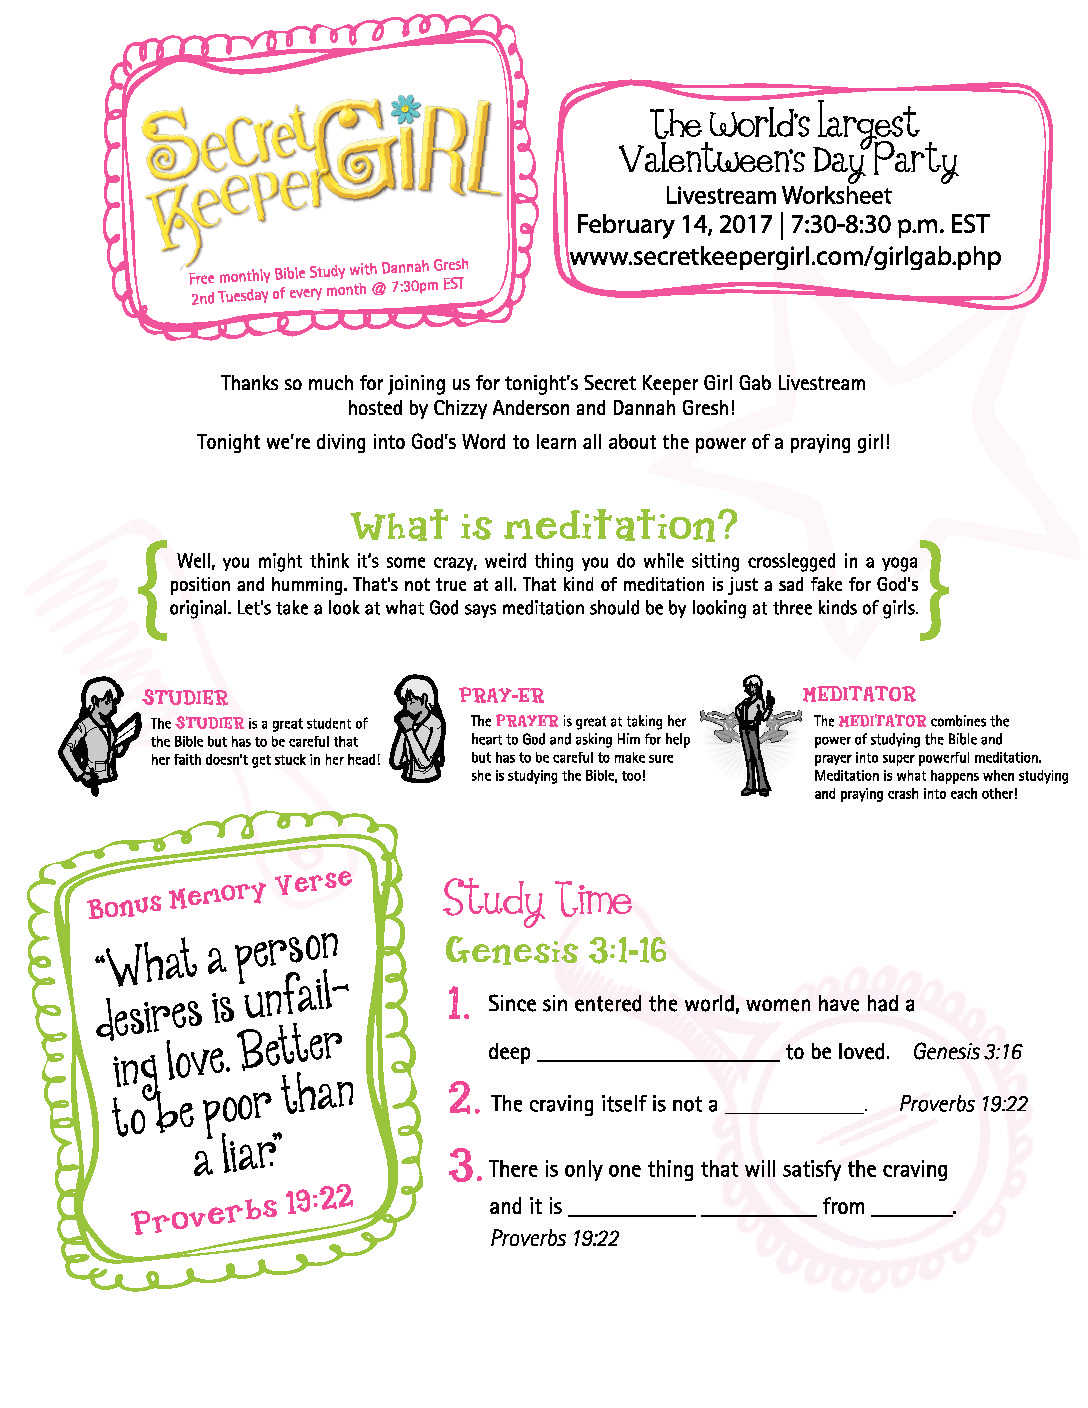 Secret
Keeper GiRL
Free monthly Bible Study with Dannah Gresh
2nd Tuesday of every month @ 7:30pm EST
The World's Largest
Valentween's Day Party
Livestream Worksheet
February 14, 2017 | 7:30-8:30 p.m. EST
www.secretkeepergirl.com/girlgab.php
Thanks so much for joining us for tonight's Secret Keeper Girl Gab Livestream
hosted by Chizzy Anderson and Dannah Gresh!
Tonight we're diving into God's Word to learn all about the power of a praying girl!
What is meditation?
Well, you might think it's some crazy, weird thing you do while sitting crosslegged in a yoga
position and humming. That's not true at all. That kind of meditation is just a sad fake for God's
original. Let's take a look at what God says meditation should be by looking at three kinds of girls.
STUDIER
The STUDIER is a great student of
the Bible but has to be careful that
her faith doesn't get stuck in her head!
PRAY-ER
The PRAYER is great at taking her
heart to God and asking Him for help
but has to be careful to make sure
she is studying the Bible, too!
MEDITATOR
The MEDITATOR combines the
power of studying the Bible and
prayer into super powerful meditation.
Meditation is what happens when studying
and praying crash into each other!
Bonus Memory Verse
"What a person
desires is unfail-
ing love. Better
to be poor than
a liar."
Proverbs 19:22
Study Time
Genesis 3:1-16
1. Since sin entered the world, women have had a
deep ______________________ to be loved. Genesis 3:16
2. The craving itself is not a _____________. Proverbs 19:22
3. There is only one thing that will satisfy the craving
and it is ____________ ___________ from ________.
Proverbs 19:22